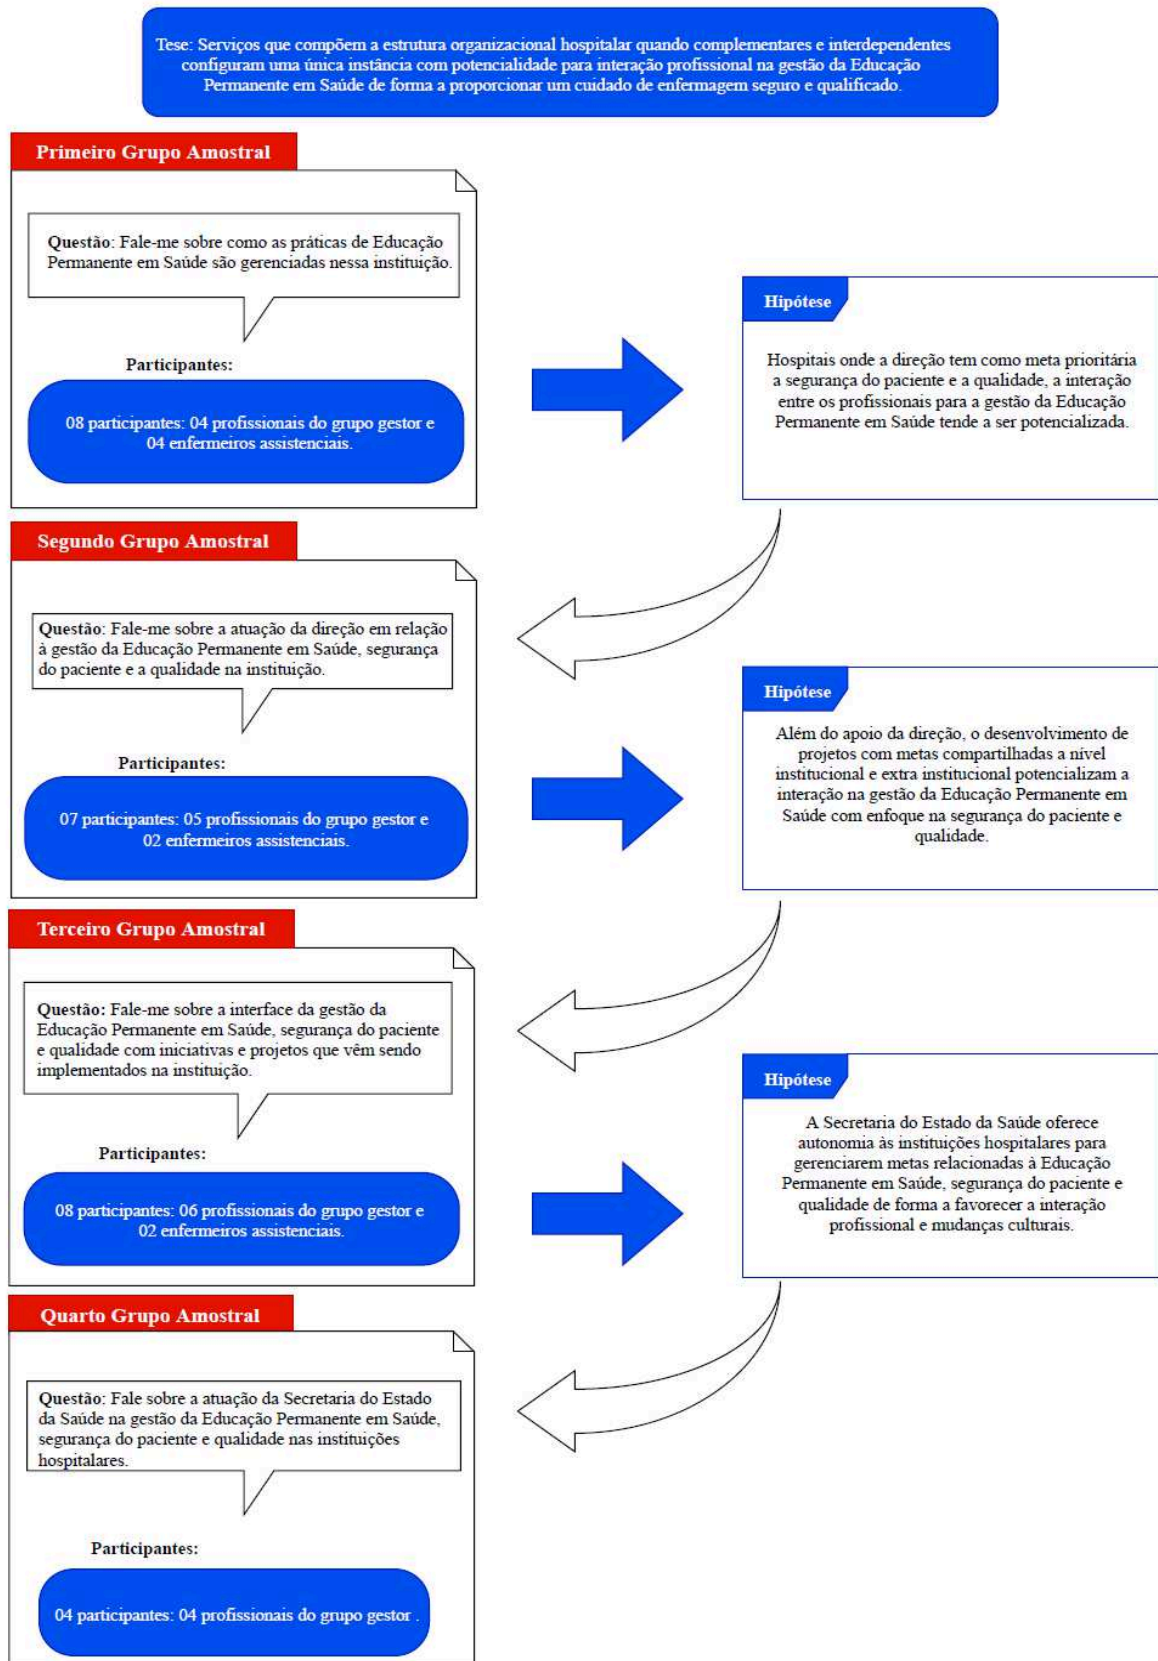 Tese: Serviços que compõem a estrutura organizacional hospitalar quando complementares e interdependentes
configuram uma única instância com potencialidade para interação profissional na gestão da Educação
Permanente em Saúde de forma a proporcionar um cuidado de enfermagem seguro e qualificado.
Primeiro Grupo Amostral
Questão: Fale-me sobre como as práticas de Educação
Permanente em Saúde são gerenciadas nessa instituição.
Participantes:
08 participantes: 04 profissionais do grupo gestor e
04 enfermeiros assistenciais.
Hipótese
Hospitais onde a direção tem como meta prioritária
a segurança do paciente e a qualidade, a interação
entre os profissionais para a gestão da Educação
Permanente em Saúde tende a ser potencializada.
Segundo Grupo Amostral
Questão: Fale-me sobre a atuação da direção em relação
à gestão da Educação Permanente em Saúde, segurança
do paciente e a qualidade na instituição.
Participantes:
07 participantes: 05 profissionais do grupo gestor e
02 enfermeiros assistenciais.
Hipótese
Além do apoio da direção, o desenvolvimento de
projetos com metas compartilhadas a nível
institucional e extra institucional potencializam a
interação na gestão da Educação Permanente em
Saúde com enfoque na segurança do paciente e
qualidade.
Terceiro Grupo Amostral
Questão: Fale-me sobre a interface da gestão da
Educação Permanente em Saúde, segurança do paciente
e qualidade com iniciativas e projetos que vêm sendo
implementados na instituição.
Participantes:
08 participantes: 06 profissionais do grupo gestor e
02 enfermeiros assistenciais.
Hipótese
A Secretaria do Estado da Saúde oferece
autonomia às instituições hospitalares para
gerenciarem metas relacionadas à Educação
Permanente em Saúde, segurança do paciente e
qualidade de forma a favorecer a interação
profissional e mudanças culturais.
Quarto Grupo Amostral
Questão: Fale sobre a atuação da Secretaria do Estado
da Saúde na gestão da Educação Permanente em Saúde,
segurança do paciente e qualidade nas instituições
hospitalares.
Participantes:
04 participantes: 04 profissionais do grupo gestor .